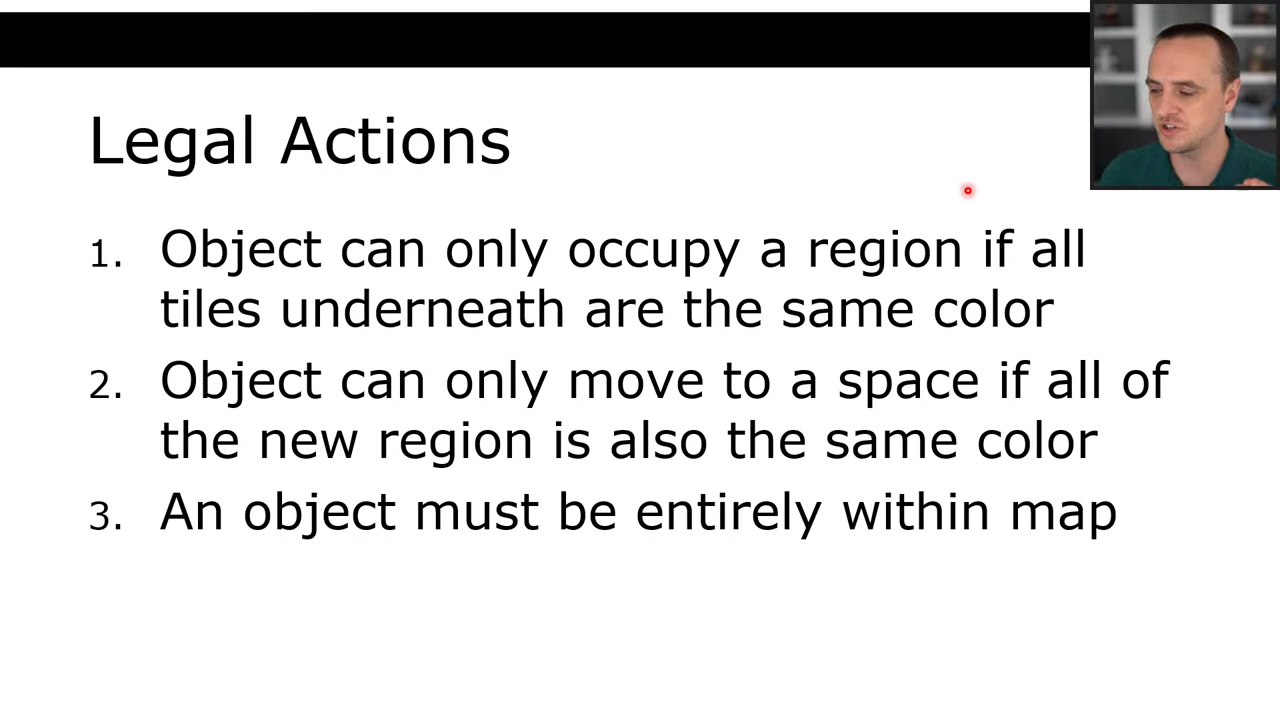 Legal Actions
1. Object can only occupy a region if all
tiles underneath are the same color
2. Object can only move to a space if all of
the new region is also the same color
3. An object must be entirely within map